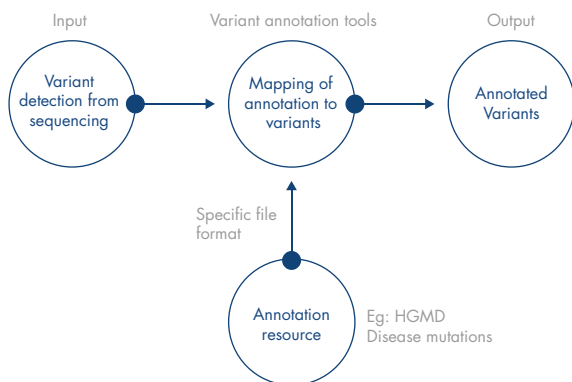 Input
Variant annotation tools
Output
Variant
detection from
sequencing
Mapping of
annotation to
variants
Annotated
Variants
Specific file
format
Annotation
resource
Eg: HGMD
Disease mutations